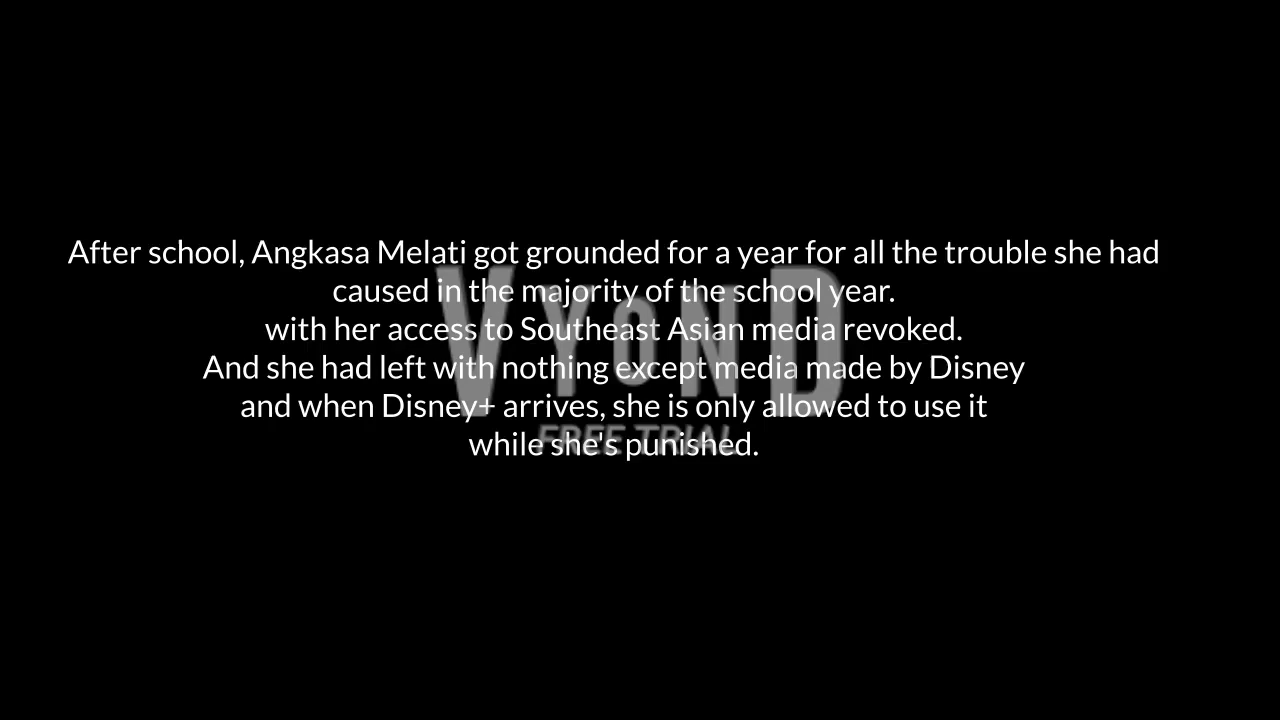 After school, Angkasa Melati got grounded for a year for all the trouble she had
caused in the majority of the school year.
with her access to Southeast Asian media revoked.
And she had left with nothing except media made by Disney
and when Disney+ arrives, she is only allowed to use it
while she's punished.
VYOND
FREE TRIAL